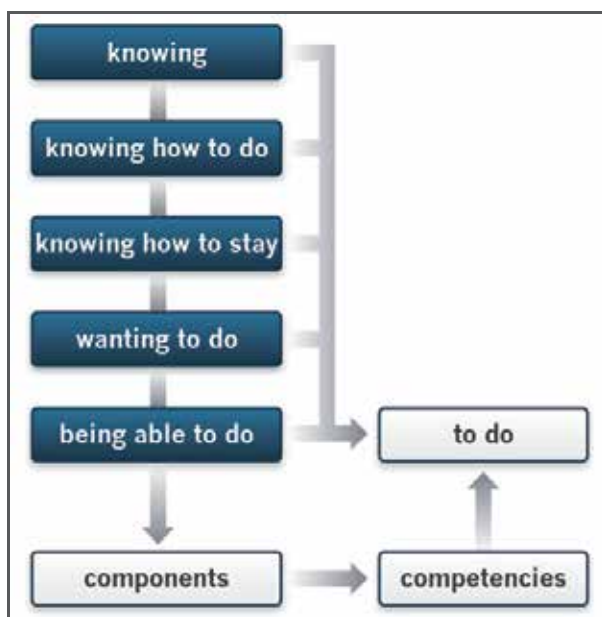 knowing
knowing how to do
knowing how to stay
wanting to do
being able to do
to do
components
competencies